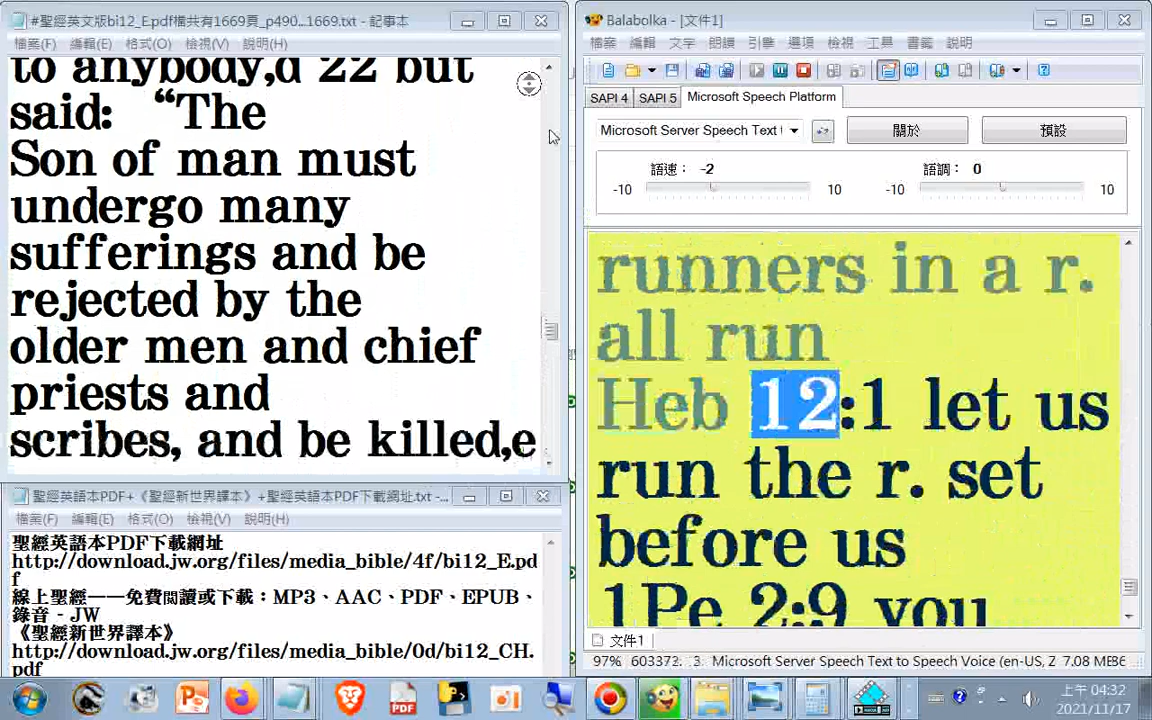 #聖經英文版bi12_E.pdf檔共有1669頁_p490...1669.txt - 記事本
檔案(F) 編輯(E) 格式(O) 檢視(V) 說明(H)
to anybody,d 22 but
said: “The
Son of man must
undergo many
sufferings and be
rejected by the
older men and chief
priests and
scribes, and be killed,e
聖經英語本PDF+《聖經新世界譯本》+聖經英語本PDF下載網址.txt -...
檔案(F) 編輯(E) 格式(O) 檢視(V) 說明(H)
聖經英語本PDF下載網址
http://download.jw.org/files/media_bible/4f/bi12_E.pd
f
線上聖經——免費閱讀或下載：MP3、AAC、PDF、EPUB、
錄音 - JW
《聖經新世界譯本》
http://download.jw.org/files/media_bible/0d/bi12_CH.
pdf
Balabolka - [文件1]
檔案 編輯 文字 朗讀 引擎 選項 檢視 工具 書籤 說明
SAPI 4 SAPI 5 Microsoft Speech Platform
Microsoft Server Speech Text 關於 預設
語速： -2 語調： 0
-10 10 -10 10
runners in a r.
all run
Heb 12:1 let us
run the r. set
before us
1Pe 2:9 you
文件1
97% 603372: 3. Microsoft Server Speech Text to Speech Voice (en-US, Z 7.08 MB
上午 04:32
2021/11/17